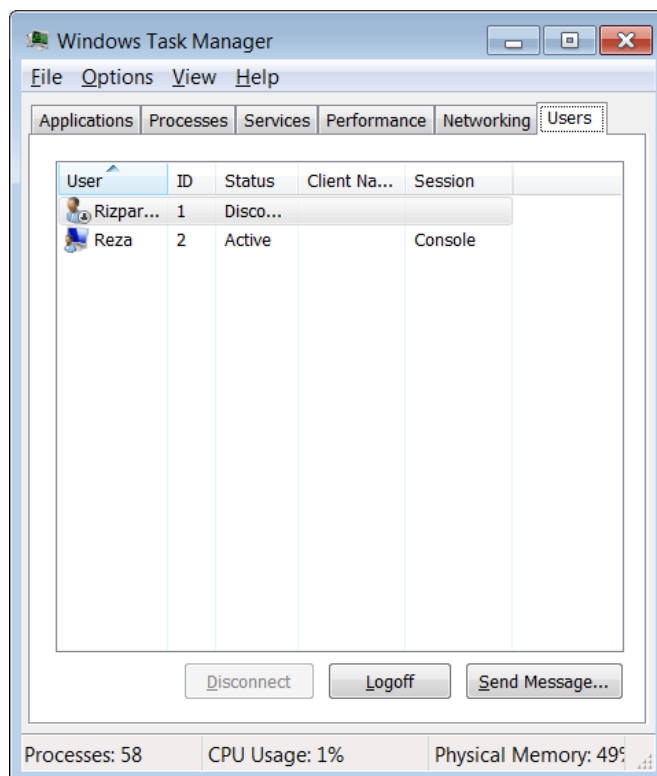 Windows Task Manager
File Options View Help
Applications Processes Services Performance Networking Users
User ID Status Client Na... Session
Rizpar... 1 Disco...
Reza 2 Active Console
Disconnect Logoff Send Message...
Processes: 58 CPU Usage: 1% Physical Memory: 49%